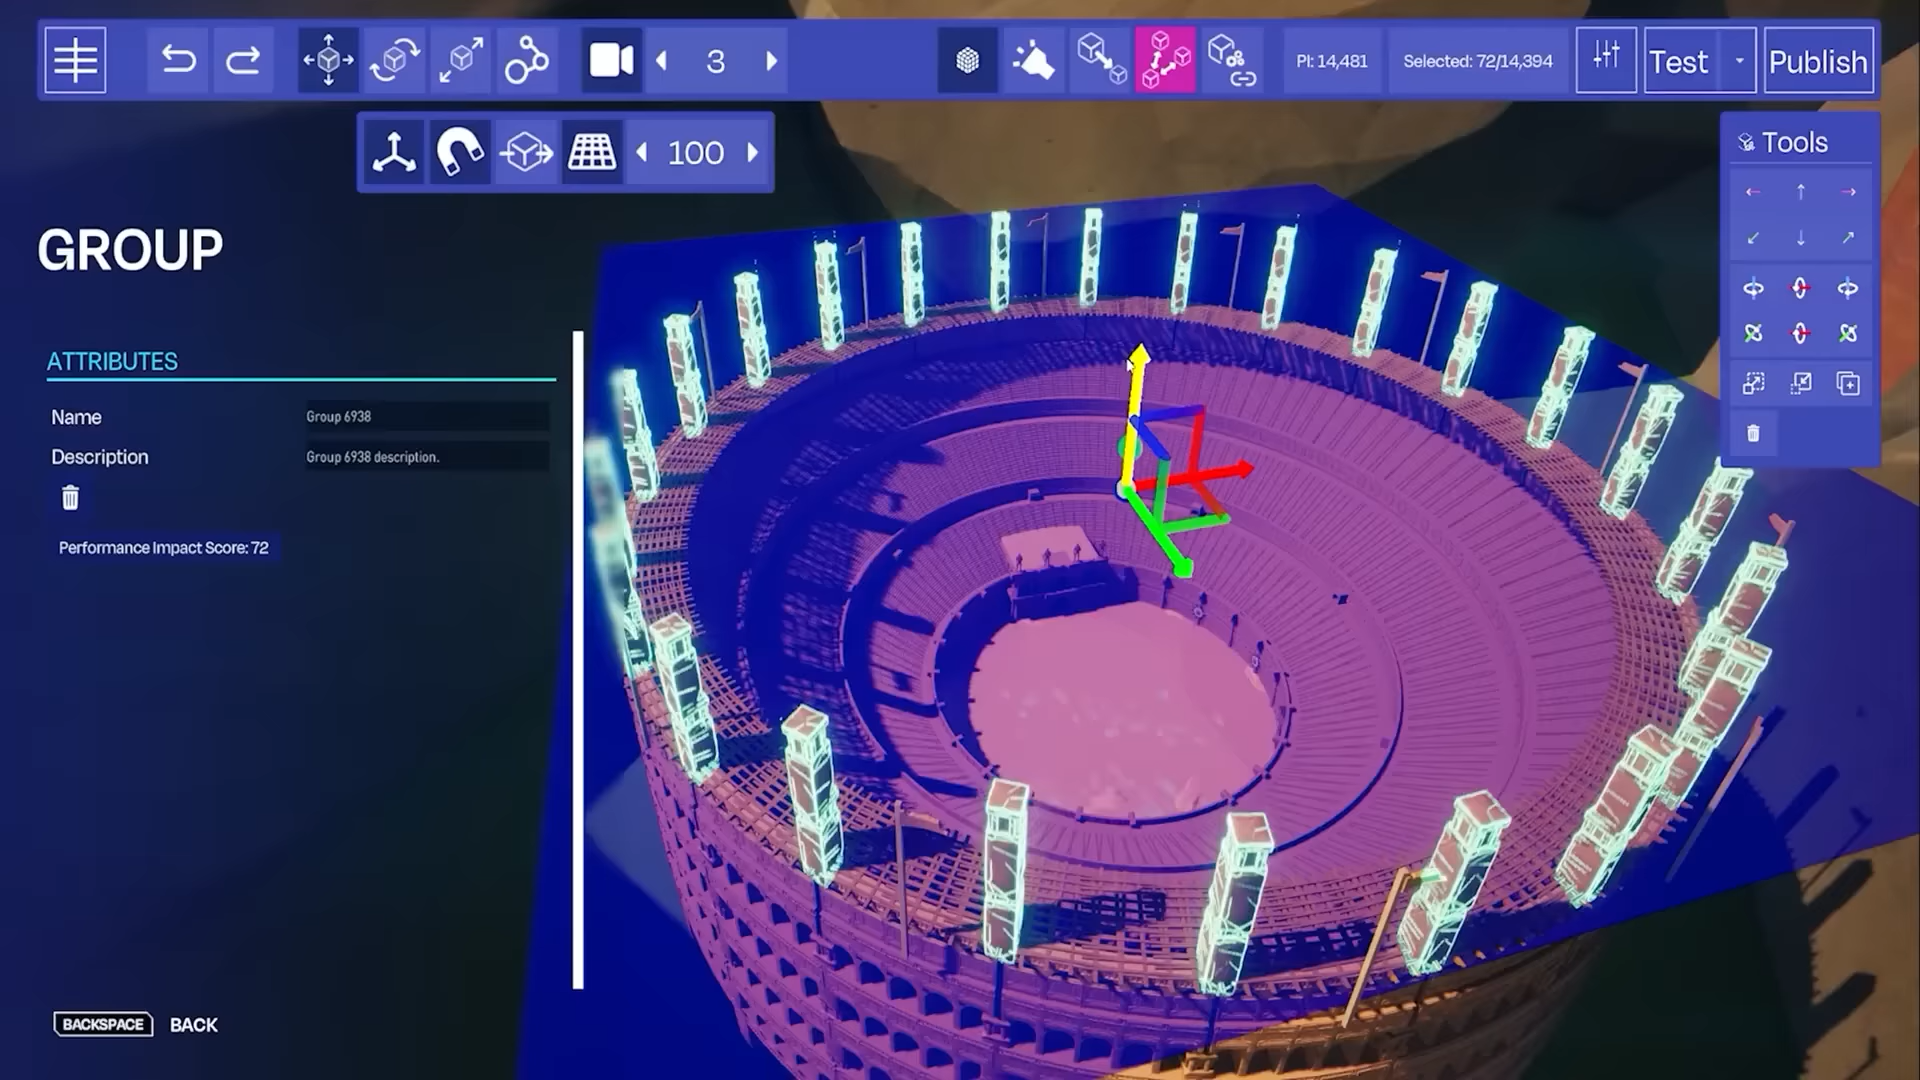 3
PI: 14,481
Selected: 72/14,394
Test
Publish
100
Tools
GROUP
ATTRIBUTES
Name
Group 6938
Description
Group 6938 description.
Performance Impact Score: 72
BACKSPACE
BACK